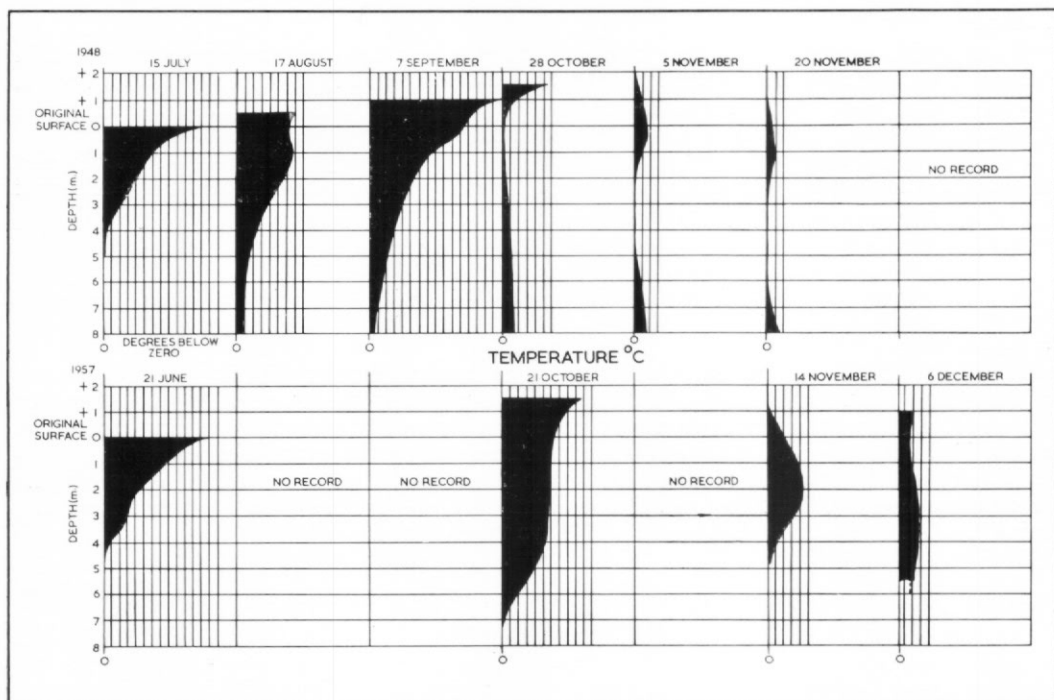 1948
15 JULY 17 AUGUST 7 SEPTEMBER 28 OCTOBER 5 NOVEMBER 20 NOVEMBER
+ 2
+ 1
ORIGINAL SURFACE 0
1
2
3
4
5
6
7
8
DEPTH (m.)
NO RECORD
0 0 0 0 0 0
DEGREES BELOW ZERO
TEMPERATURE °C
1957
21 JUNE 21 OCTOBER 14 NOVEMBER 6 DECEMBER
+ 2
+ 1
ORIGINAL SURFACE 0
1
2
3
4
5
6
7
8
DEPTH (m.)
NO RECORD NO RECORD NO RECORD
0 0 0 0